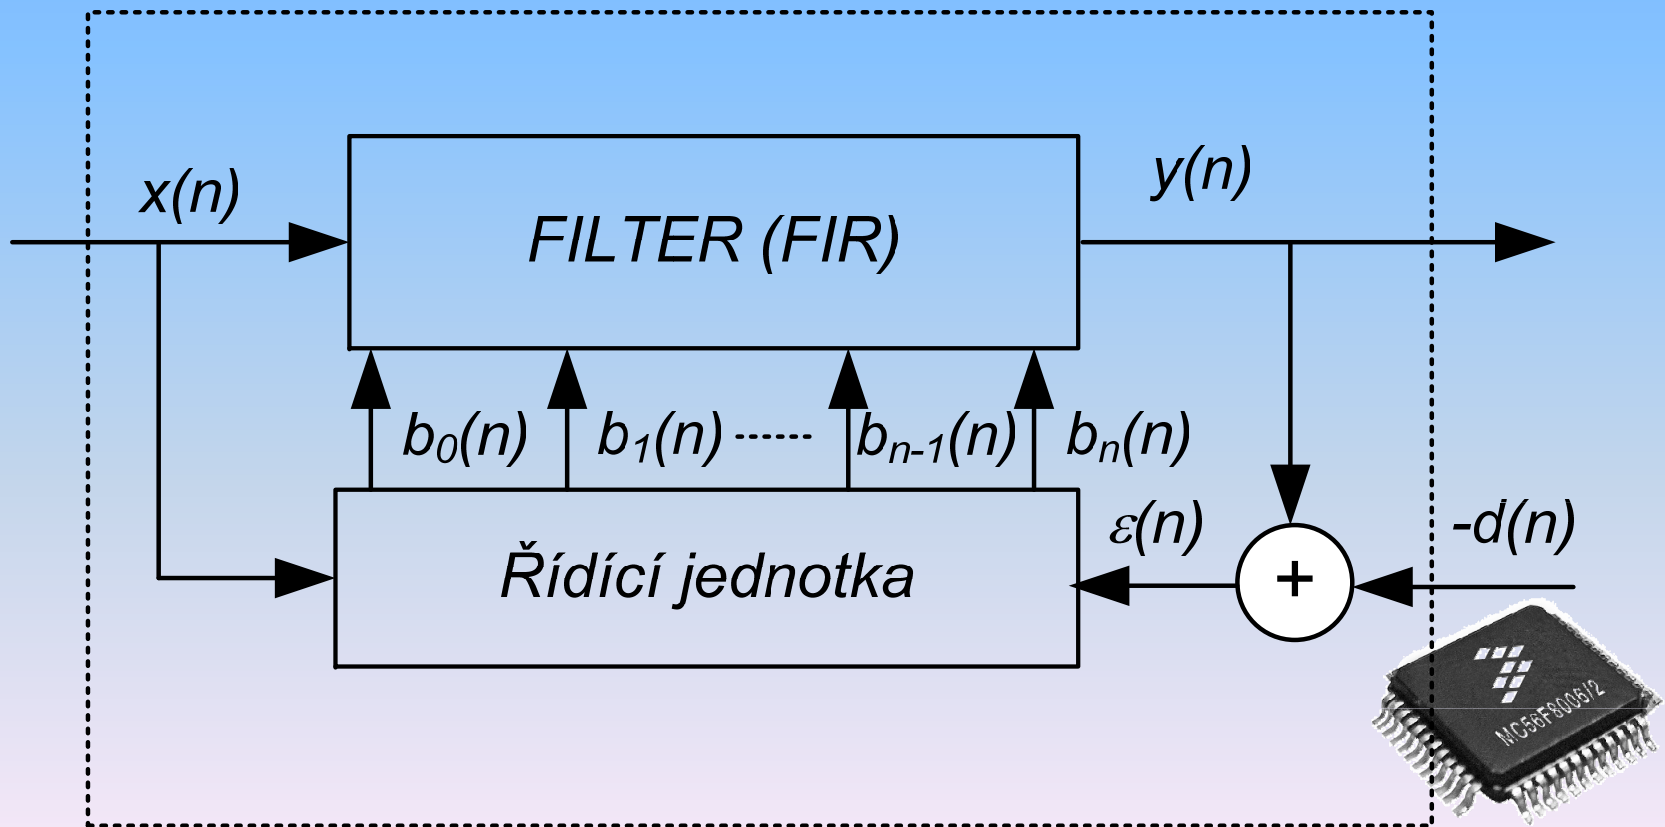 x(n)
y(n)
FILTER (FIR)
b0(n) b1(n) ------ bn-1(n) bn(n)
ε(n)
-d(n)
Řídící jednotka
+
MC56F8006/2